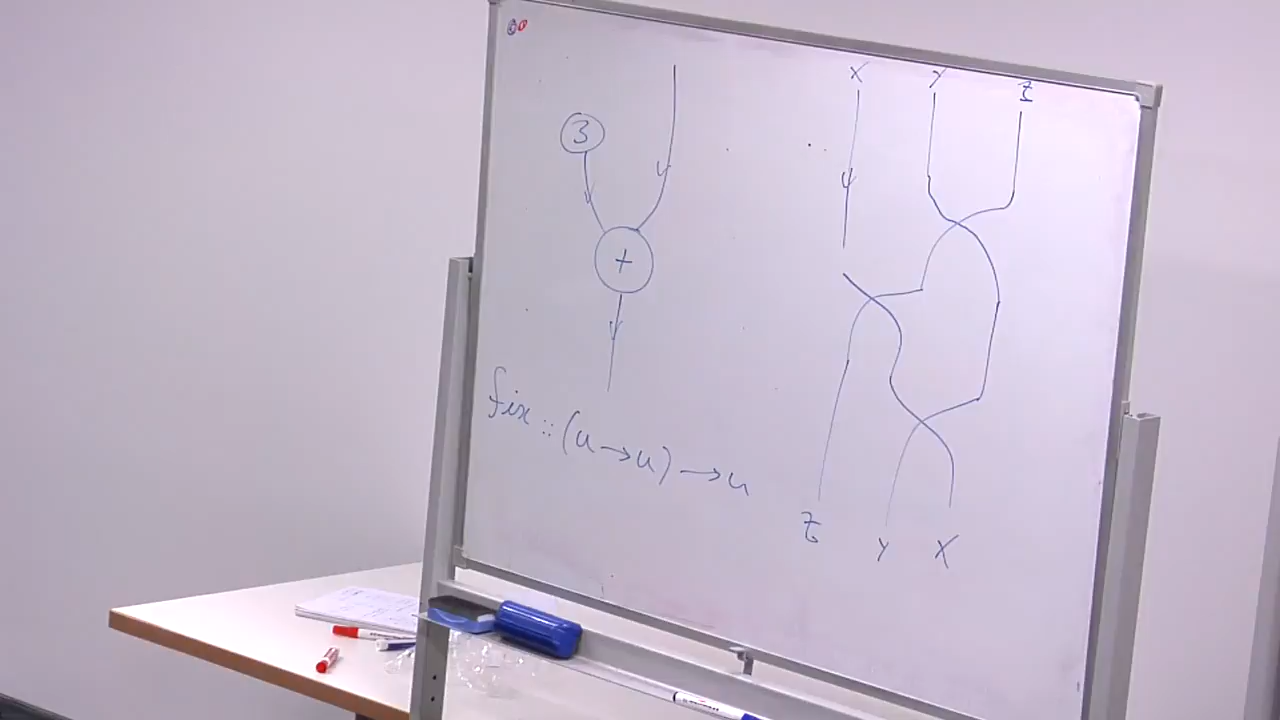 3
+
fix :: (u → u) → u
X Y Z
Z Y X